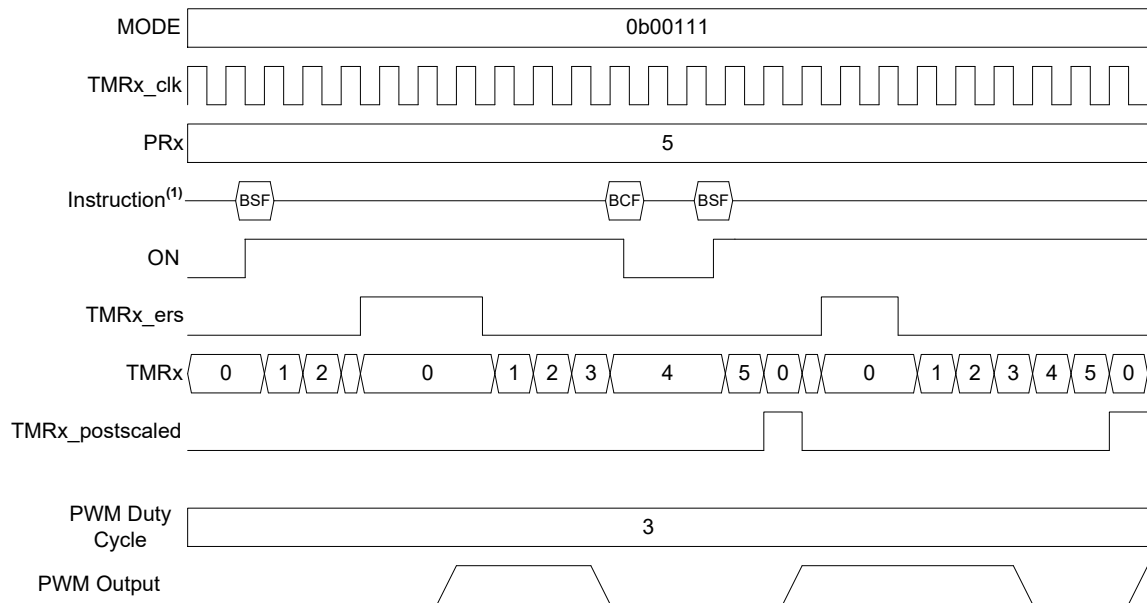 MODE 0b00111
TMRx_clk
PRx 5
Instruction(1) BSF BCF BSF
ON
TMRx_ers
TMRx 0 1 2 0 1 2 3 4 5 0 0 1 2 3 4 5 0
TMRx_postscaled
PWM Duty
Cycle 3
PWM Output